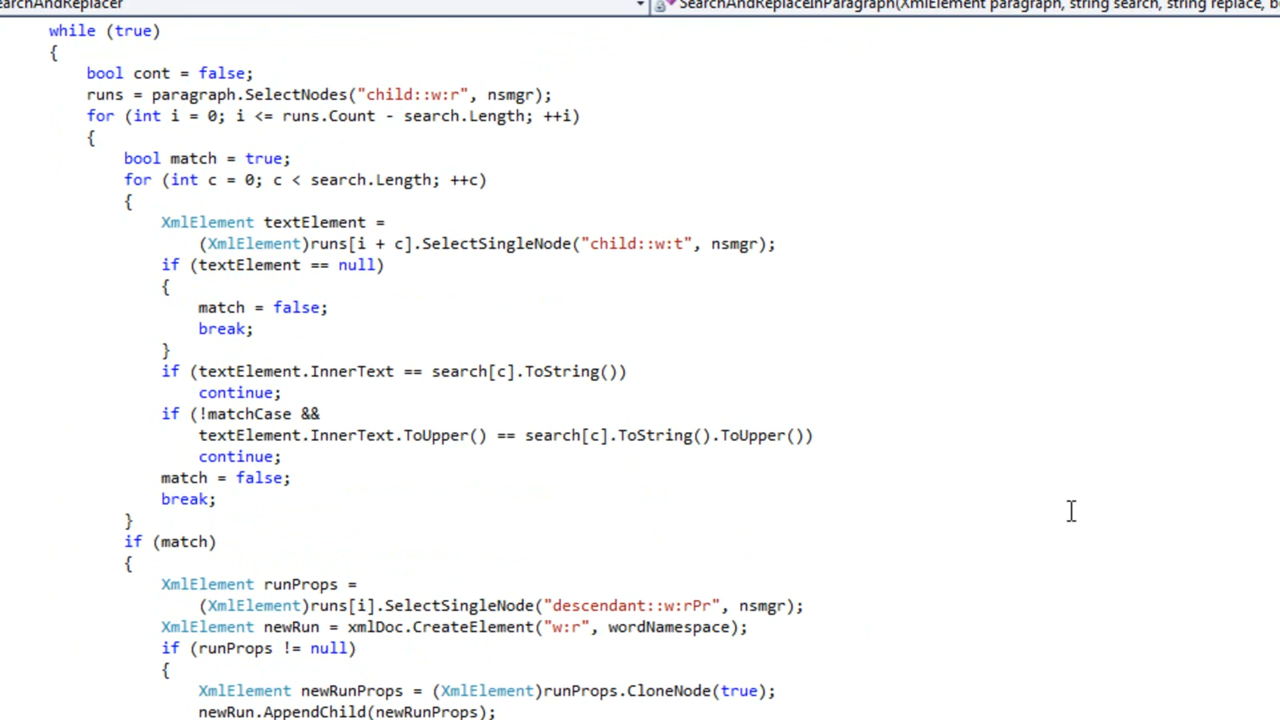 earchAndReplacer
SearchAndReplaceInParagraph(XmlElement paragraph, string search, string replace, b
while (true)
{
bool cont = false;
runs = paragraph.SelectNodes("child::w:r", nsmgr);
for (int i = 0; i <= runs.Count - search.Length; ++i)
{
bool match = true;
for (int c = 0; c < search.Length; ++c)
{
XmlElement textElement =
(XmlElement)runs[i + c].SelectSingleNode("child::w:t", nsmgr);
if (textElement == null)
{
match = false;
break;
}
if (textElement.InnerText == search[c].ToString())
continue;
if (!matchCase &&
textElement.InnerText.ToUpper() == search[c].ToString().ToUpper())
continue;
match = false;
break;
}
if (match)
{
XmlElement runProps =
(XmlElement)runs[i].SelectSingleNode("descendant::w:rPr", nsmgr);
XmlElement newRun = xmlDoc.CreateElement("w:r", wordNamespace);
if (runProps != null)
{
XmlElement newRunProps = (XmlElement)runProps.CloneNode(true);
newRun.AppendChild(newRunProps);